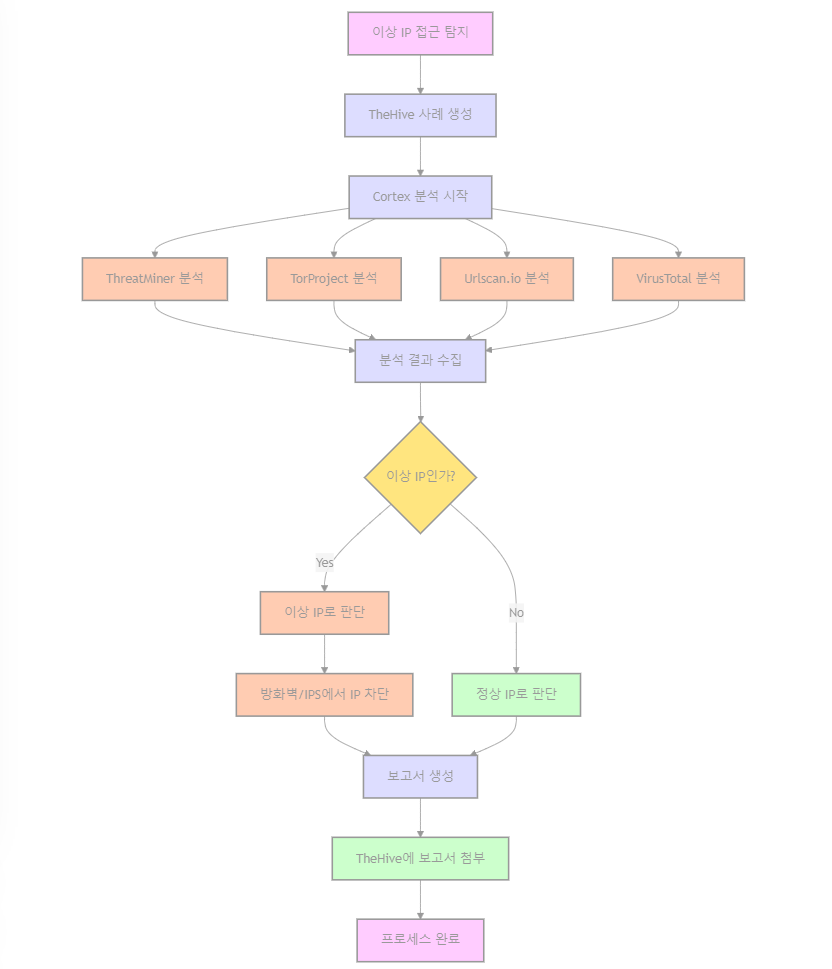 이상 IP 접근 탐지
TheHive 사례 생성
Cortex 분석 시작
ThreatMiner 분석
TorProject 분석
Urlscan.io 분석
VirusTotal 분석
분석 결과 수집
이상 IP인가?
Yes
이상 IP로 판단
No
방화벽/IPS에서 IP 차단
정상 IP로 판단
보고서 생성
TheHive에 보고서 첨부
프로세스 완료